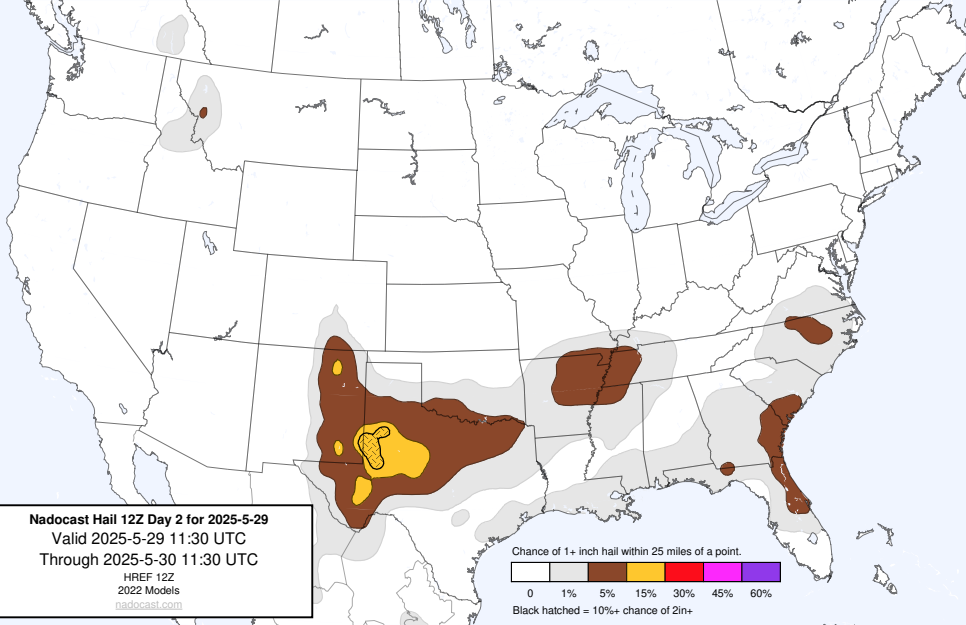 Nadocast Hail 12Z Day 2 for 2025-5-29
Valid 2025-5-29 11:30 UTC
Through 2025-5-30 11:30 UTC
HREF 12Z
2022 Models
nadocast.com
Chance of 1+ inch hail within 25 miles of a point.
0 1% 5% 15% 30% 45% 60%
Black hatched = 10%+ chance of 2in+